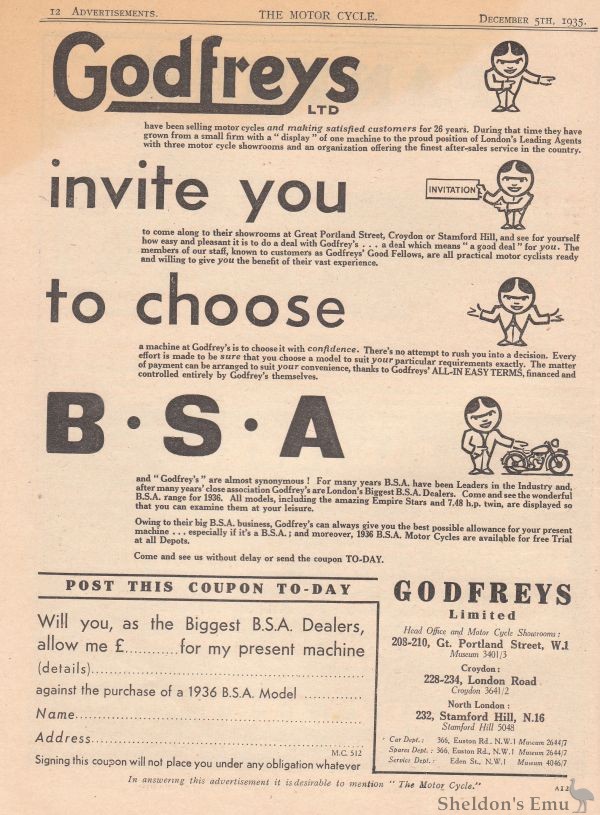 12 ADVERTISEMENTS. THE MOTOR CYCLE. DECEMBER 5TH, 1935.
Godfreys
LTD
have been selling motor cycles and making satisfied customers for 26 years. During that time they have
grown from a small firm with a "display" of one machine to the proud position of London's Leading Agents
with three motor cycle showrooms and an organization offering the finest after-sales service in the country.
invite you
INVITATION
to come along to their showrooms at Great Portland Street, Croydon or Stamford Hill, and see for yourself
how easy and pleasant it is to do a deal with Godfrey's . . . a deal which means "a good deal" for you. The
members of our staff, known to customers as Godfreys' Good Fellows, are all practical motor cyclists ready
and willing to give you the benefit of their vast experience.
to choose
a machine at Godfrey's is to choose it with confidence. There's no attempt to rush you into a decision. Every
effort is made to be sure that you choose a model to suit your particular requirements exactly. The matter
of payment can be arranged to suit your convenience, thanks to Godfreys' ALL-IN EASY TERMS, financed and
controlled entirely by Godfrey's themselves.
B·S·A
and "Godfrey's" are almost synonymous! For many years B.S.A. have been Leaders in the Industry and,
after many years' close association Godfrey's are London's Biggest B.S.A. Dealers. Come and see the wonderful
B.S.A. range for 1936. All models, including the amazing Empire Stars and 7.48 h.p. twin, are displayed so
that you can examine them at your leisure.
Owing to their big B.S.A. business, Godfrey's can always give you the best possible allowance for your present
machine . . . especially if it's a B.S.A.; and moreover, 1936 B.S.A. Motor Cycles are available for free Trial
at all Depots.
Come and see us without delay or send the coupon TO-DAY.
POST THIS COUPON TO-DAY
Will you, as the Biggest B.S.A. Dealers,
allow me £..........for my present machine
(details)..........
against the purchase of a 1936 B.S.A. Model ..........
Name..........
Address..........
M.C. 512
Signing this coupon will not place you under any obligation whatever
GODFREYS
Limited
Head Office and Motor Cycle Showrooms:
208-210, Gt. Portland Street, W.1
Museum 3401/3
Croydon:
228-234, London Road
Croydon 3641/2
North London:
232, Stamford Hill, N.16
Stamford Hill 5048
Car Dept.: 366, Euston Rd., N.W.1 Museum 2644/7
Spares Dept.: 366, Euston Rd., N.W.1 Museum 2644/7
Service Dept.: Eden St., N.W.1 Museum 4046/7
In answering this advertisement it is desirable to mention "The Motor Cycle."
A12
Sheldon's Emu